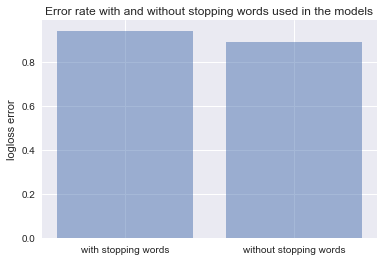 Error rate with and without stopping words used in the models
logloss error
0.8
0.6
0.4
0.2
0.0
with stopping words
without stopping words